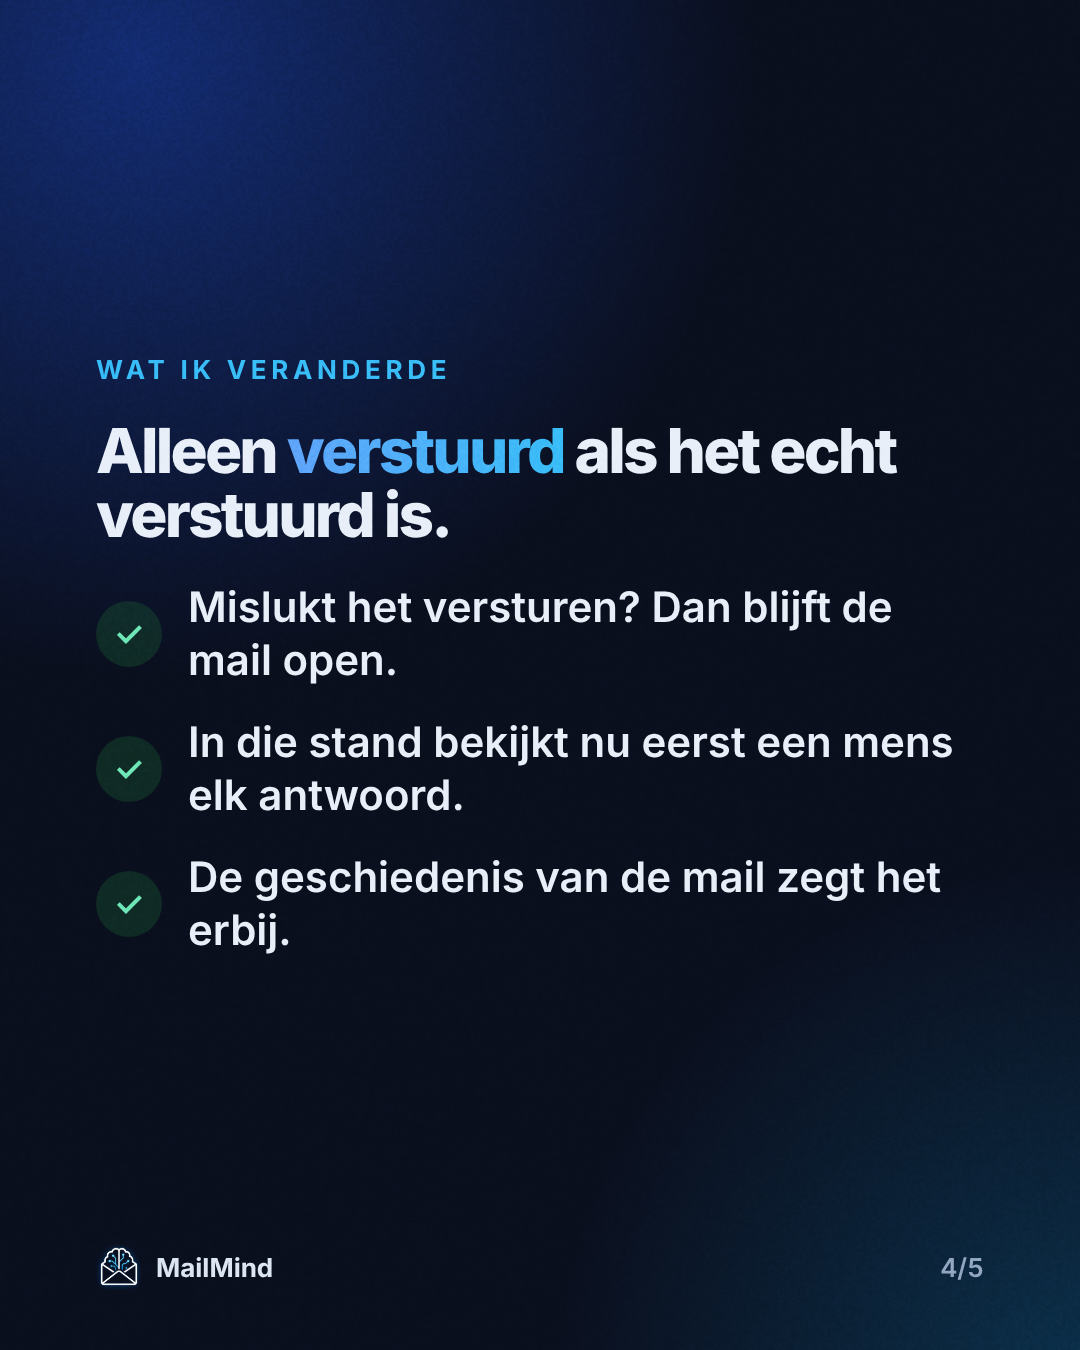 WAT IK VERANDERDE
Alleen verstuurd als het echt
verstuurd is.
Mislukt het versturen? Dan blijft de
mail open.
In die stand bekijkt nu eerst een mens
elk antwoord.
De geschiedenis van de mail zegt het
erbij.
MailMind
4/5